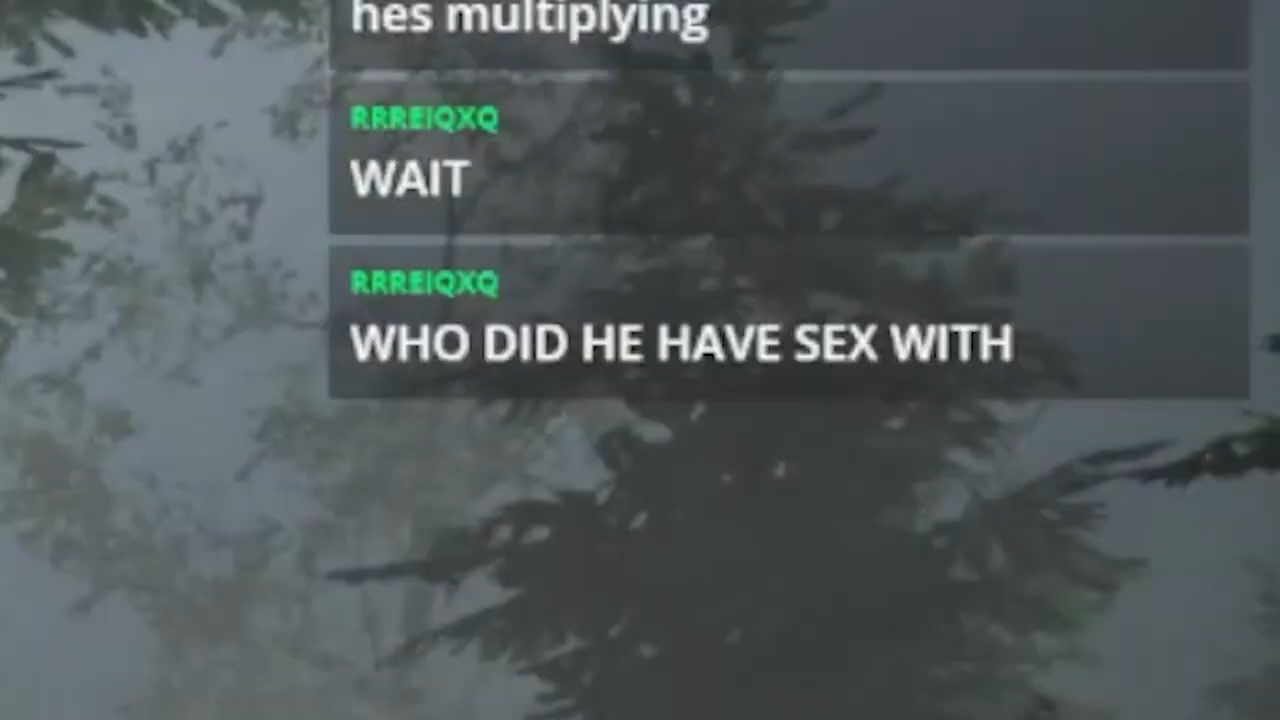 hes multiplying
RRREIQXQ
WAIT
RRREIQXQ
WHO DID HE HAVE SEX WITH